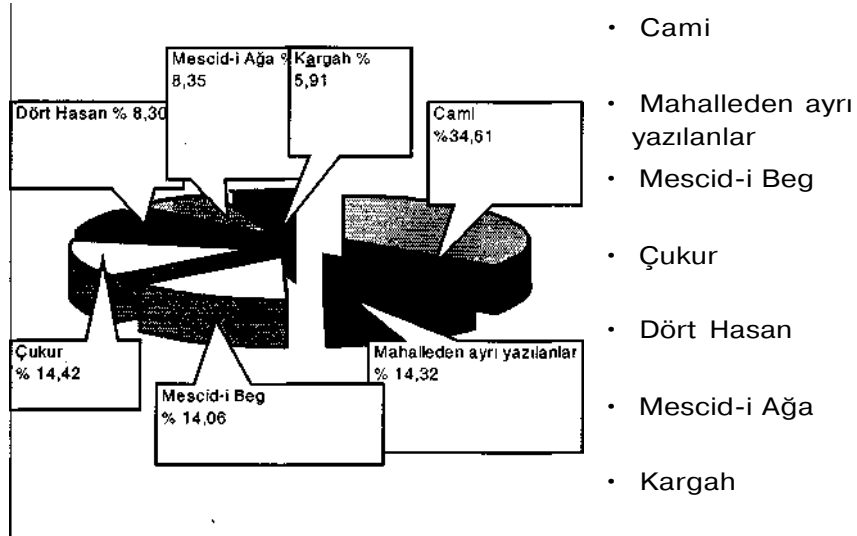 Mescid-i Ağa %
8,35
Kargah %
5,91
Dört Hasan % 8,30
Cami
%34,61
Çukur
% 14,42
Mescid-i Beg
% 14,06
Mahalleden ayrı yazılanlar
% 14,32
• Cami
• Mahalleden ayrı
yazılanlar
• Mescid-i Beg
• Çukur
• Dört Hasan
• Mescid-i Ağa
• Kargah